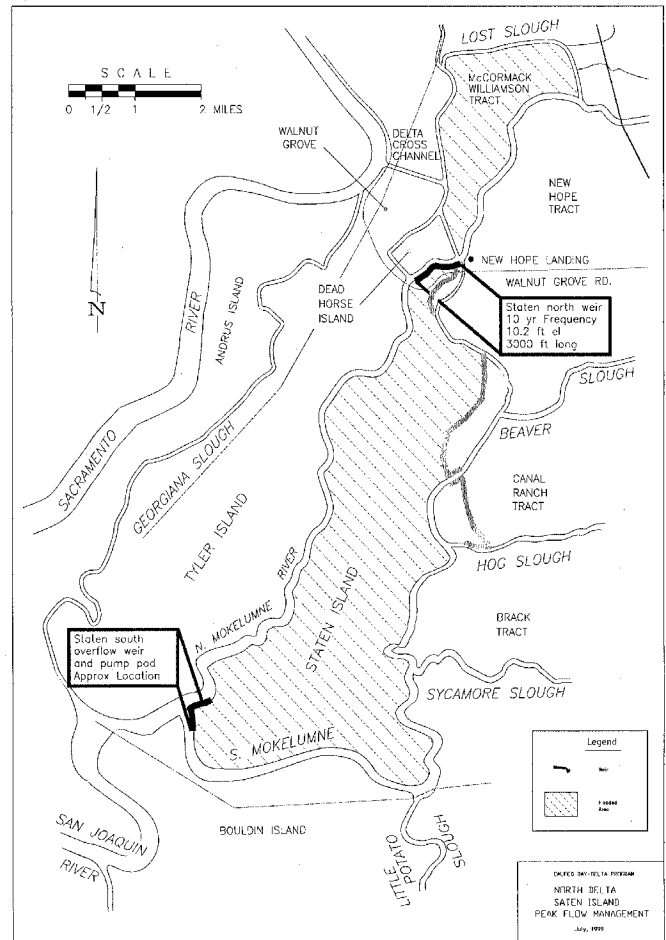 LOST SLOUGH
SCALE
0 1/2 1 2 MILES
McCORMACK
WILLIAMSON
TRACT
WALNUT
GROVE
DELTA
CROSS
CHANNEL
NEW
HOPE
TRACT
NEW HOPE LANDING
WALNUT GROVE RD.
N
DEAD
HORSE
ISLAND
Staten north weir
10 yr Frequency
10.2 ft el
3000 ft long
ANDRUS ISLAND
SACRAMENTO RIVER
GEORGIANA SLOUGH
BEAVER SLOUGH
CANAL
RANCH
TRACT
TYLER ISLAND
HOG SLOUGH
N. MOKELUMNE RIVER
STATEN ISLAND
BRACK
TRACT
Staten south
overflow weir
and pump pad
Approx Location
SYCAMORE SLOUGH
S. MOKELUMNE
Legend
Weir
Flooded
Area
SAN JOAQUIN
RIVER
BOULDIN ISLAND
LITTLE
POTATO
SLOUGH
CALFED BAY-DELTA PROGRAM
NORTH DELTA
SATEN ISLAND
PEAK FLOW MANAGEMENT
July, 1999